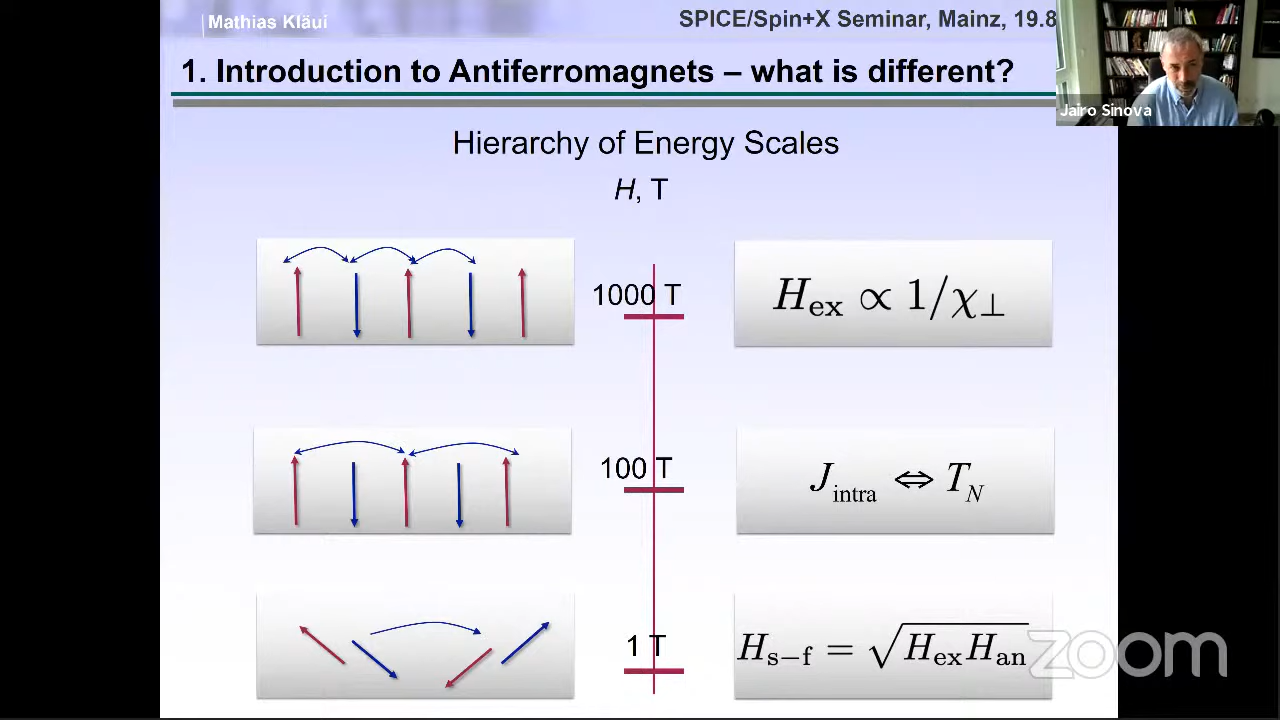 Mathias Kläui
SPICE/Spin+X Seminar, Mainz, 19.8
Jairo Sinova
1. Introduction to Antiferromagnets – what is different?
Hierarchy of Energy Scales
H, T
1000 T
H_ex ∝ 1/χ_⊥
100 T
J_intra ⇔ T_N
1 T
H_s−f = √H_ex H_an
zoom